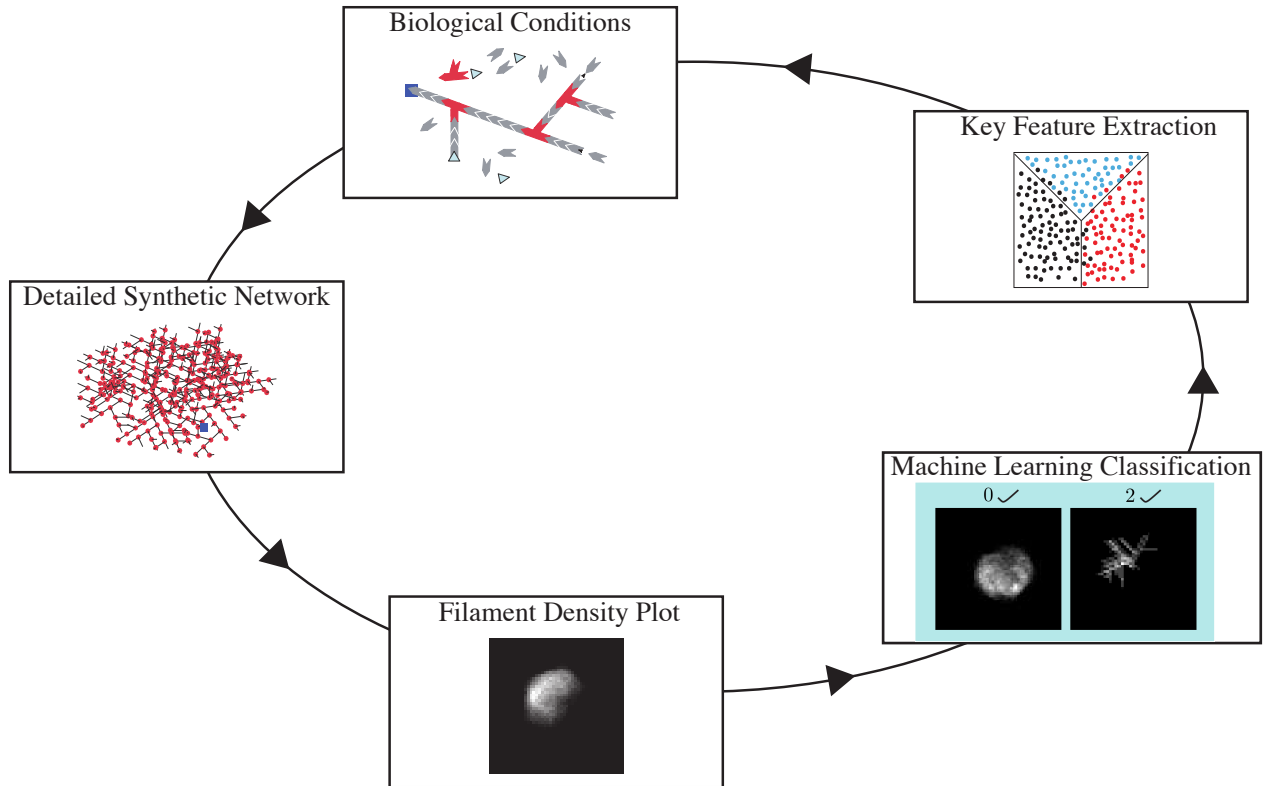 Biological Conditions
Key Feature Extraction
Detailed Synthetic Network
Machine Learning Classification
0 ✓
2 ✓
Filament Density Plot